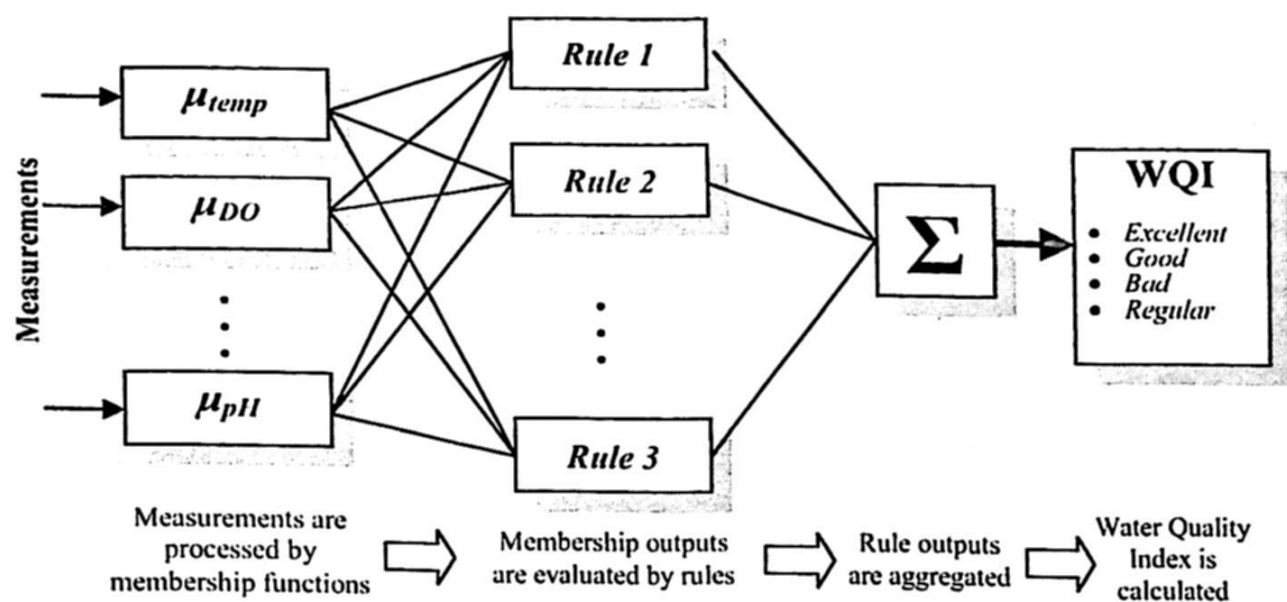 Measurements
μtemp
μDO
μpH
Rule 1
Rule 2
Rule 3
Σ
WQI
• Excellent
• Good
• Bad
• Regular
Measurements are
processed by
membership functions
Membership outputs
are evaluated by rules
Rule outputs
are aggregated
Water Quality
Index is
calculated